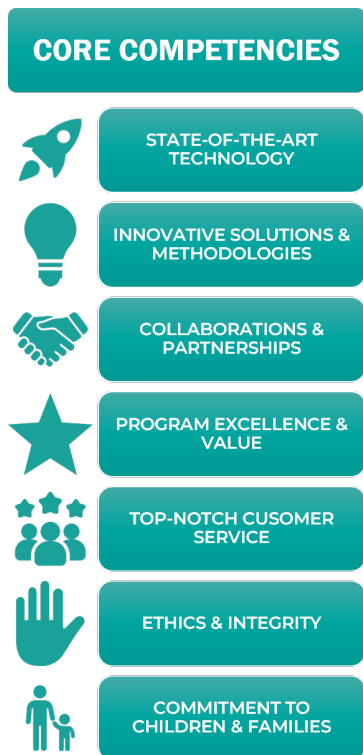 CORE COMPETENCIES
STATE-OF-THE-ART
TECHNOLOGY
INNOVATIVE SOLUTIONS &
METHODOLOGIES
COLLABORATIONS &
PARTNERSHIPS
PROGRAM EXCELLENCE &
VALUE
TOP-NOTCH CUSOMER
SERVICE
ETHICS & INTEGRITY
COMMITMENT TO
CHILDREN & FAMILIES